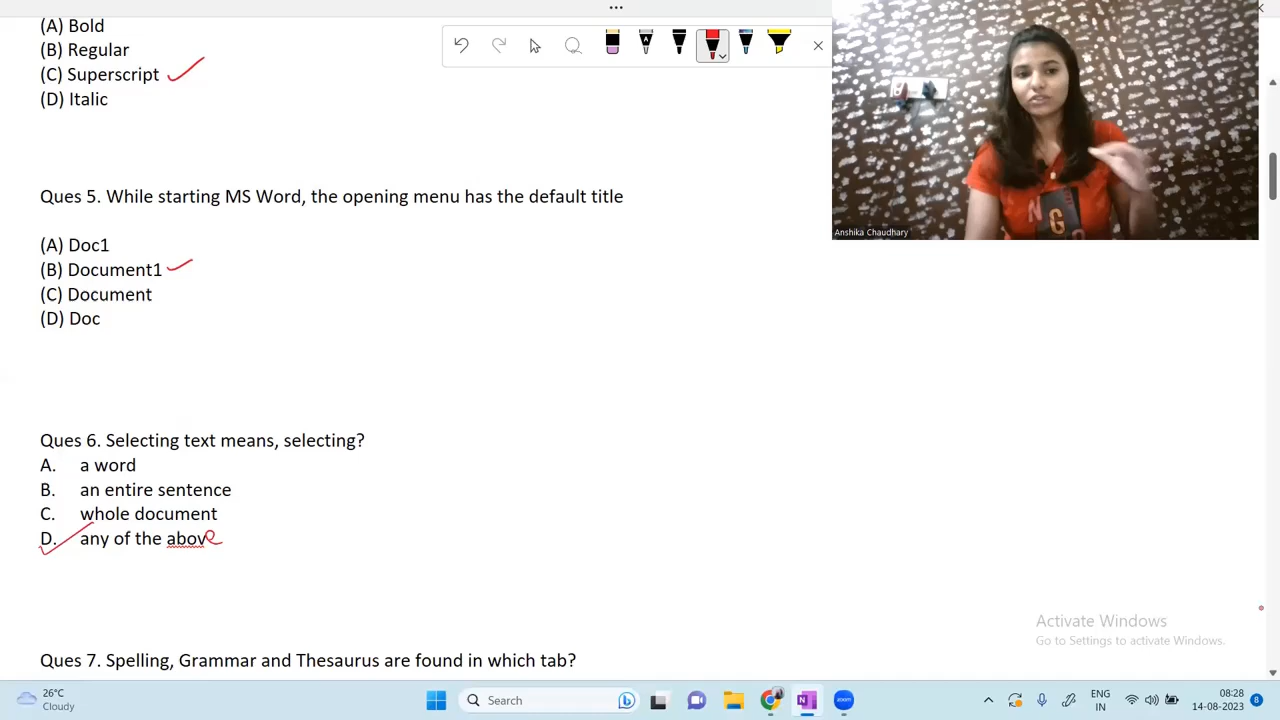 (A) Bold
(B) Regular
(C) Superscript
(D) Italic
Ques 5. While starting MS Word, the opening menu has the default title
(A) Doc1
(B) Document1
(C) Document
(D) Doc
Ques 6. Selecting text means, selecting?
A. a word
B. an entire sentence
C. whole document
D. any of the above
Ques 7. Spelling, Grammar and Thesaurus are found in which tab?
Anshika Chaudhary
Activate Windows
Go to Settings to activate Windows.
26°C
Cloudy
Search
zoom
ENG
IN
08:28
14-08-2023
8